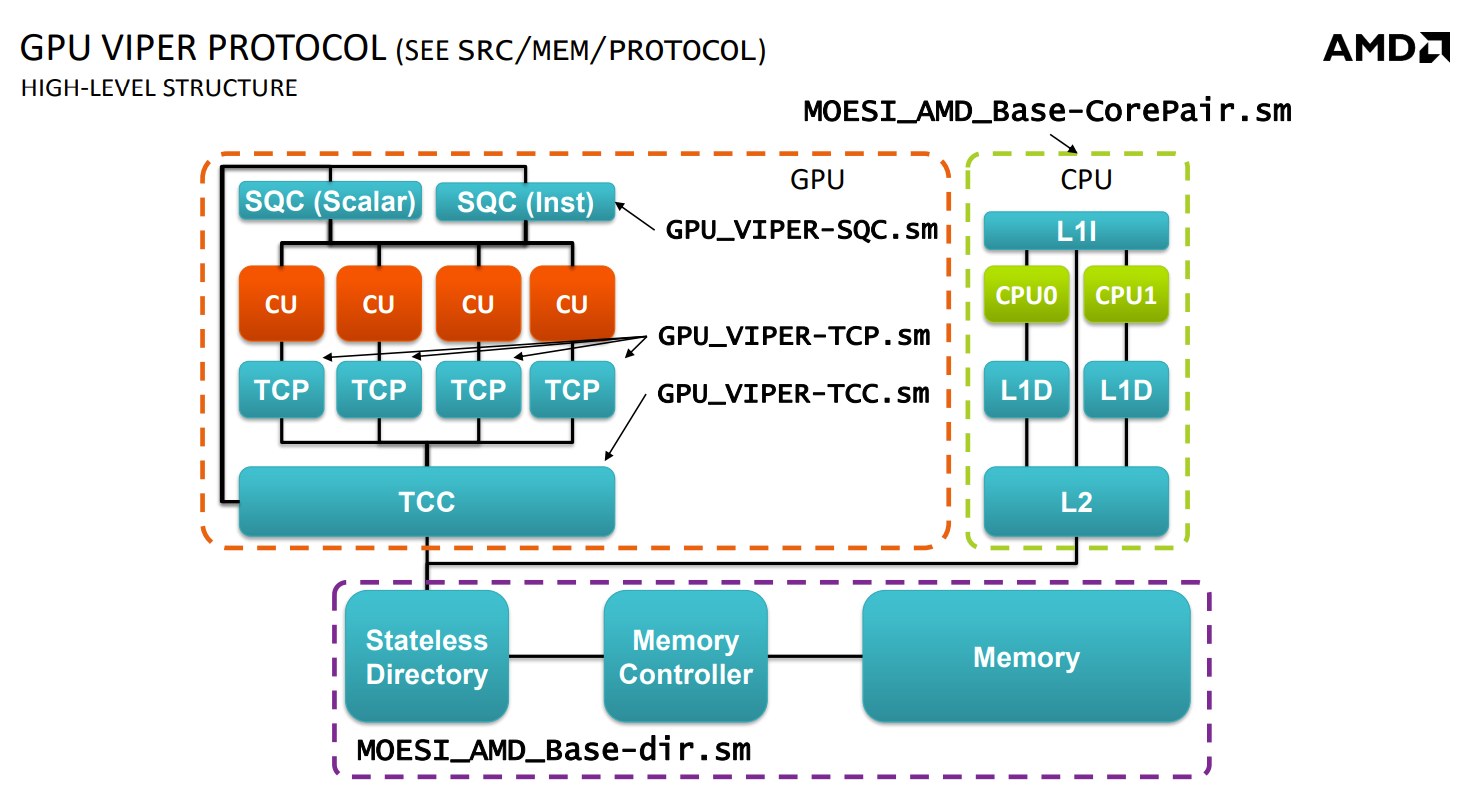 GPU VIPER PROTOCOL (SEE SRC/MEM/PROTOCOL)
HIGH-LEVEL STRUCTURE
AMD
MOESI_AMD_Base-CorePair.sm
GPU
SQC (Scalar)
SQC (Inst)
GPU_VIPER-SQC.sm
CU
CU
CU
CU
GPU_VIPER-TCP.sm
TCP
TCP
TCP
TCP
GPU_VIPER-TCC.sm
TCC
CPU
L1I
CPU0
CPU1
L1D
L1D
L2
Stateless
Directory
Memory
Controller
Memory
MOESI_AMD_Base-dir.sm